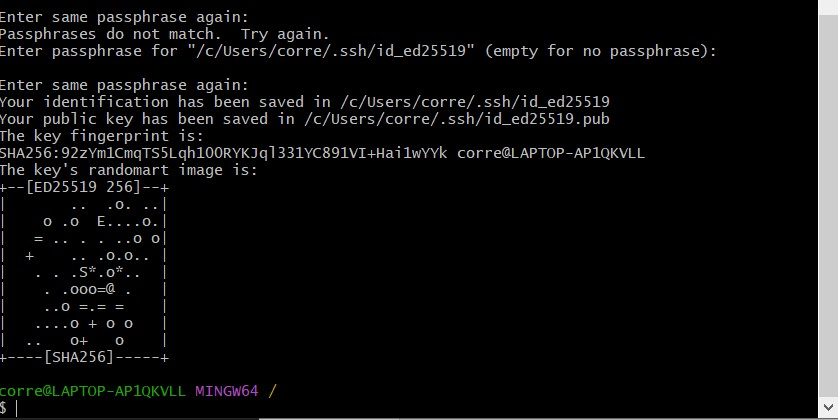 Enter same passphrase again:
Passphrases do not match.  Try again.
Enter passphrase for "/c/Users/corre/.ssh/id_ed25519" (empty for no passphrase):
Enter same passphrase again:
Your identification has been saved in /c/Users/corre/.ssh/id_ed25519
Your public key has been saved in /c/Users/corre/.ssh/id_ed25519.pub
The key fingerprint is:
SHA256:92zYm1CmqTS5Lqh1OORYKJql331YC891VI+Hai1wYYk corre@LAPTOP-AP1QKVLL
The key's randomart image is:
+--[ED25519 256]--+
|       ..  .o. ..|
|    o .o  E....o.|
|   = .. . . ..o o|
|  +    .. .o.o.. |
|   . . .S*.o*..  |
|    . .ooo=@ .   |
|    ..o =.= =    |
|   ....o + o o   |
|  ..   o+   o    |
+----[SHA256]-----+
corre@LAPTOP-AP1QKVLL MINGW64 /
$